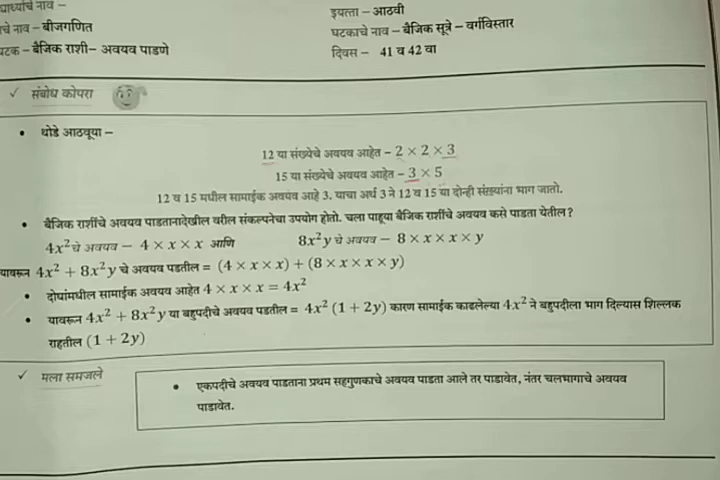 द्यार्थ्याचे नाव –
इयत्ता – आठवी
चे नाव – बीजगणित
घटकाचे नाव – बैजिक सूत्रे – वर्गविस्तार
घटक – बैजिक राशी– अवयव पाडणे
दिवस – 41 व 42 वा
✓ संबोध कोपरा
• थोडे आठवूया –
12 या संख्येचे अवयव आहेत – 2 × 2 × 3
15 या संख्येचे अवयव आहेत – 3 × 5
12 व 15 मधील सामाईक अवयव आहे 3. याचा अर्थ 3 ने 12 व 15 या दोन्ही संख्यांना भाग जातो.
• बैजिक राशींचे अवयव पाडतानादेखील वरील संकल्पनेचा उपयोग होतो. चला पाहूया बैजिक राशींचे अवयव कसे पाडता येतील ?
4x²चे अवयव – 4 × x × x आणि 8x²y चे अवयव – 8 × x × x × y
यावरून 4x² + 8x²y चे अवयव पडतील = (4 × x × x) + (8 × x × x × y)
• दोघांमधील सामाईक अवयव आहेत 4 × x × x = 4x²
• यावरून 4x² + 8x²y या बहुपदीचे अवयव पडतील = 4x² (1 + 2y) कारण सामाईक काढलेल्या 4x² ने बहुपदीला भाग दिल्यास शिल्लक
राहतील (1 + 2y)
✓ मला समजले
• एकपदीचे अवयव पाडताना प्रथम सहगुणकाचे अवयव पाडता आले तर पाडावेत, नंतर चलभागाचे अवयव
पाडावेत.